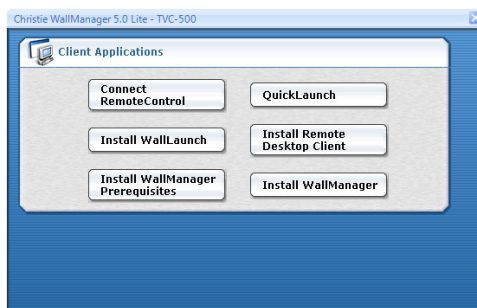 Christie WallManager 5.0 Lite - TVC-500
Client Applications
Connect
RemoteControl
QuickLaunch
Install WallLaunch
Install Remote
Desktop Client
Install WallManager
Prerequisites
Install WallManager